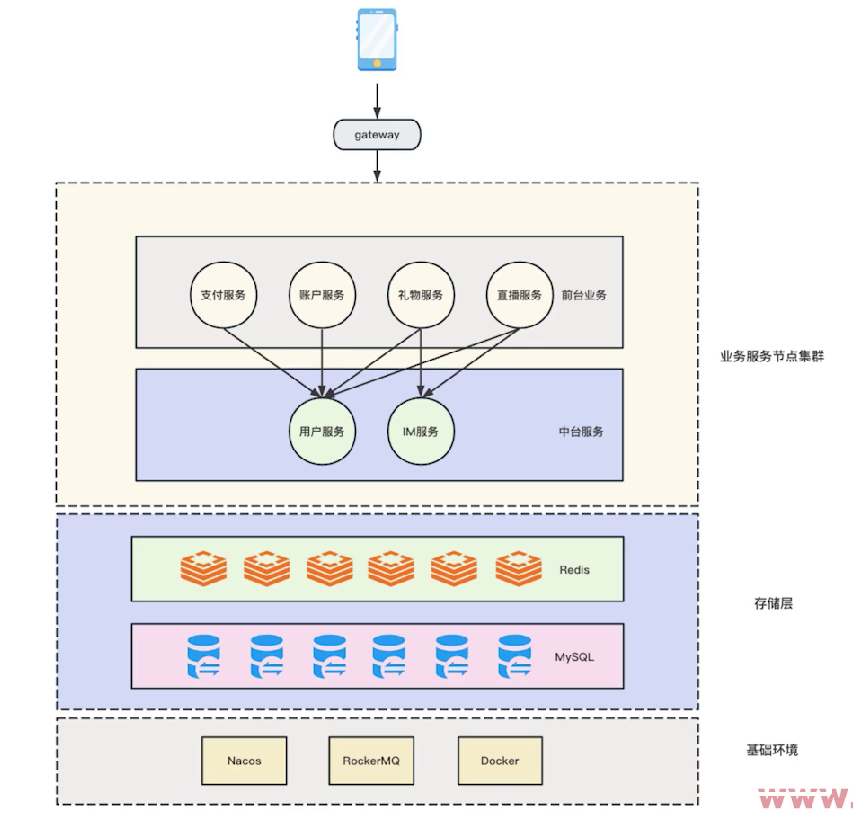 gateway
支付服务
账户服务
礼物服务
直播服务
前台业务
业务服务节点集群
用户服务
IM服务
中台服务
Redis
存储层
MySQL
基础环境
Nacos
RockerMQ
Docker
www.